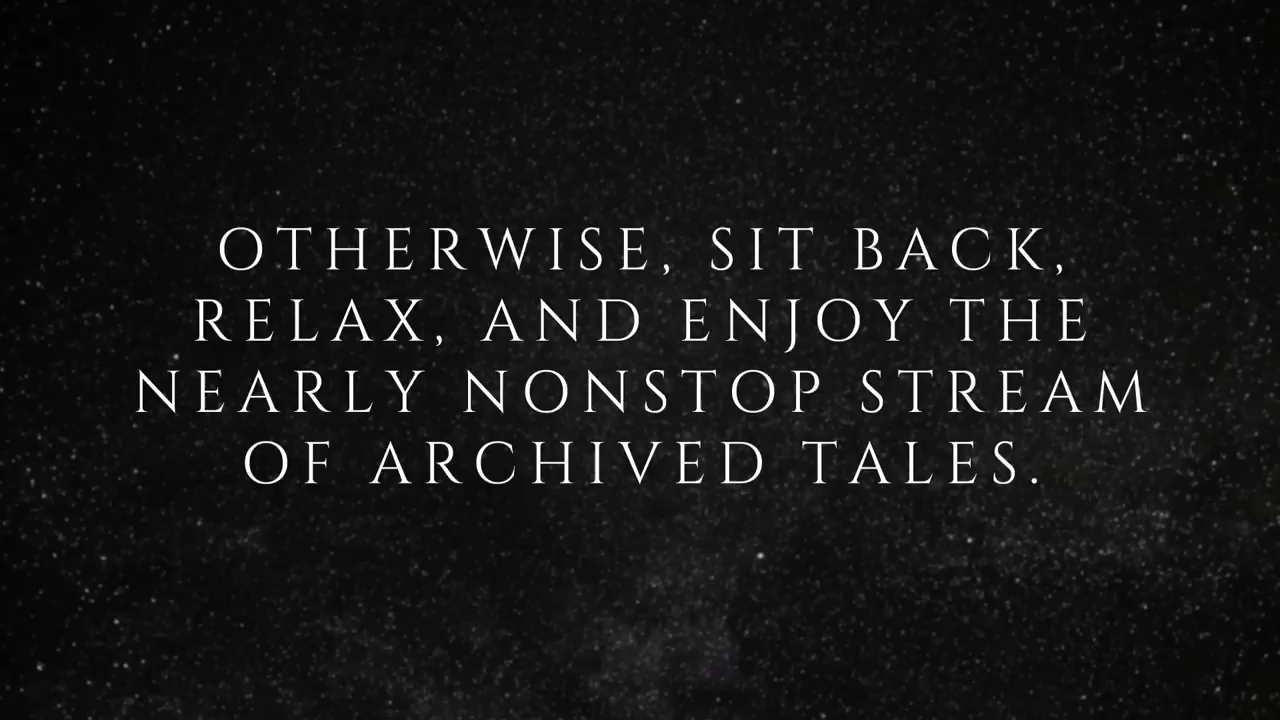 OTHERWISE, SIT BACK,
RELAX, AND ENJOY THE
NEARLY NONSTOP STREAM
OF ARCHIVED TALES.